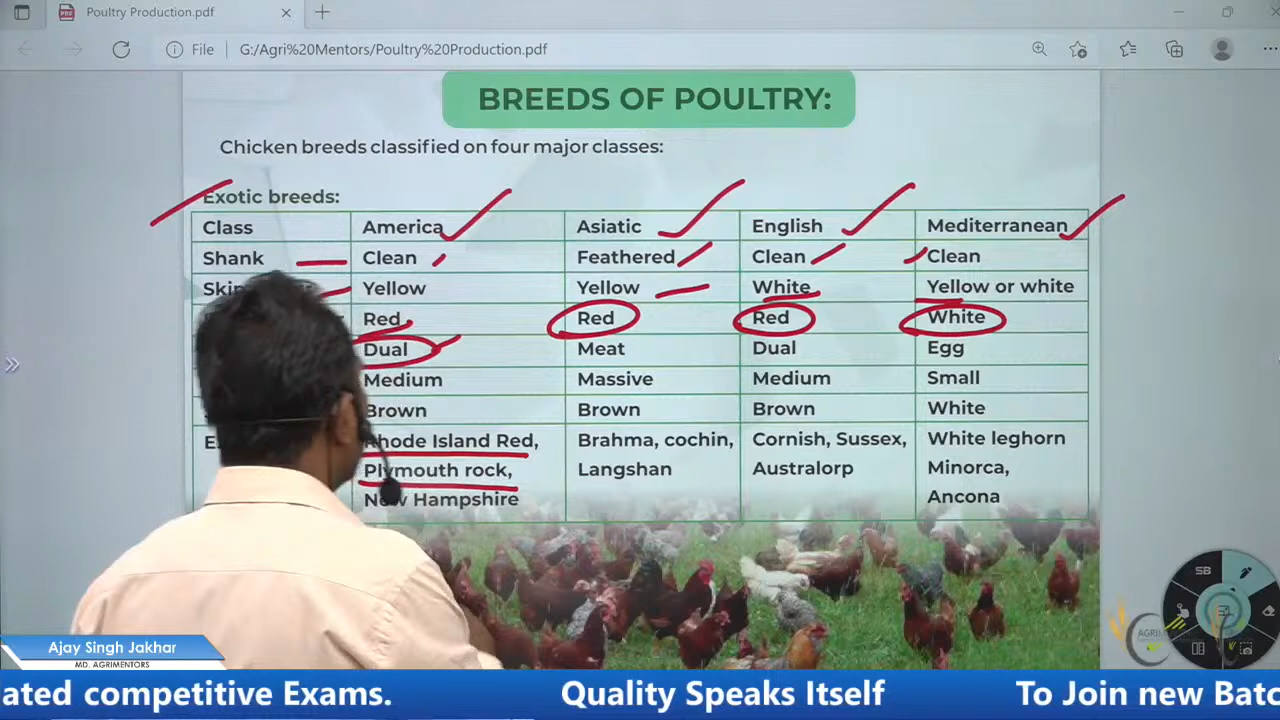 Poultry Production.pdf
File G:/Agri%20Mentors/Poultry%20Production.pdf
BREEDS OF POULTRY:
Chicken breeds classified on four major classes:
Exotic breeds:
Class America Asiatic English Mediterranean
Shank Clean Feathered Clean Clean
Skin Yellow Yellow White Yellow or white
Red Red Red White
Dual Meat Dual Egg
Medium Massive Medium Small
Brown Brown Brown White
Rhode Island Red, Brahma, cochin, Cornish, Sussex, White leghorn
Plymouth rock, Langshan Australorp Minorca,
New Hampshire Ancona
SB
Ajay Singh Jakhar
MD. AGRIMENTORS
ated competitive Exams. Quality Speaks Itself To Join new Batc